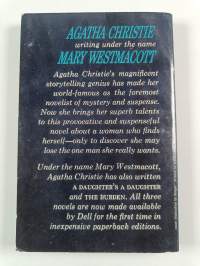 AGATHA CHRISTIE
writing under the name
MARY WESTMACOTT
Agatha Christie's magnificent
storytelling genius has made her
world-famous as the foremost
novelist of mystery and suspense.
Now she brings her superb talents
to this provocative and suspenseful
novel about a woman who finds
herself—only to discover she may
lose the one man she really wants.
Under the name Mary Westmacott,
Agatha Christie has also written
A DAUGHTER'S A DAUGHTER
and THE BURDEN. All three
novels are now made available
by Dell for the first time in
inexpensive paperback editions.